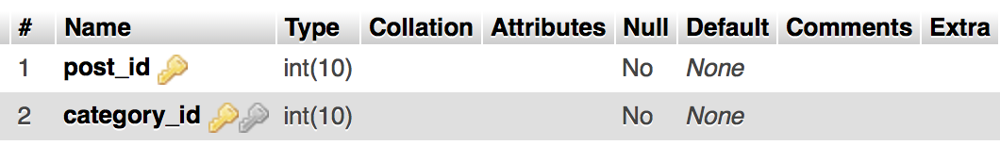 # Name Type Collation Attributes Null Default Comments Extra
1 post_id int(10) No None
2 category_id int(10) No None